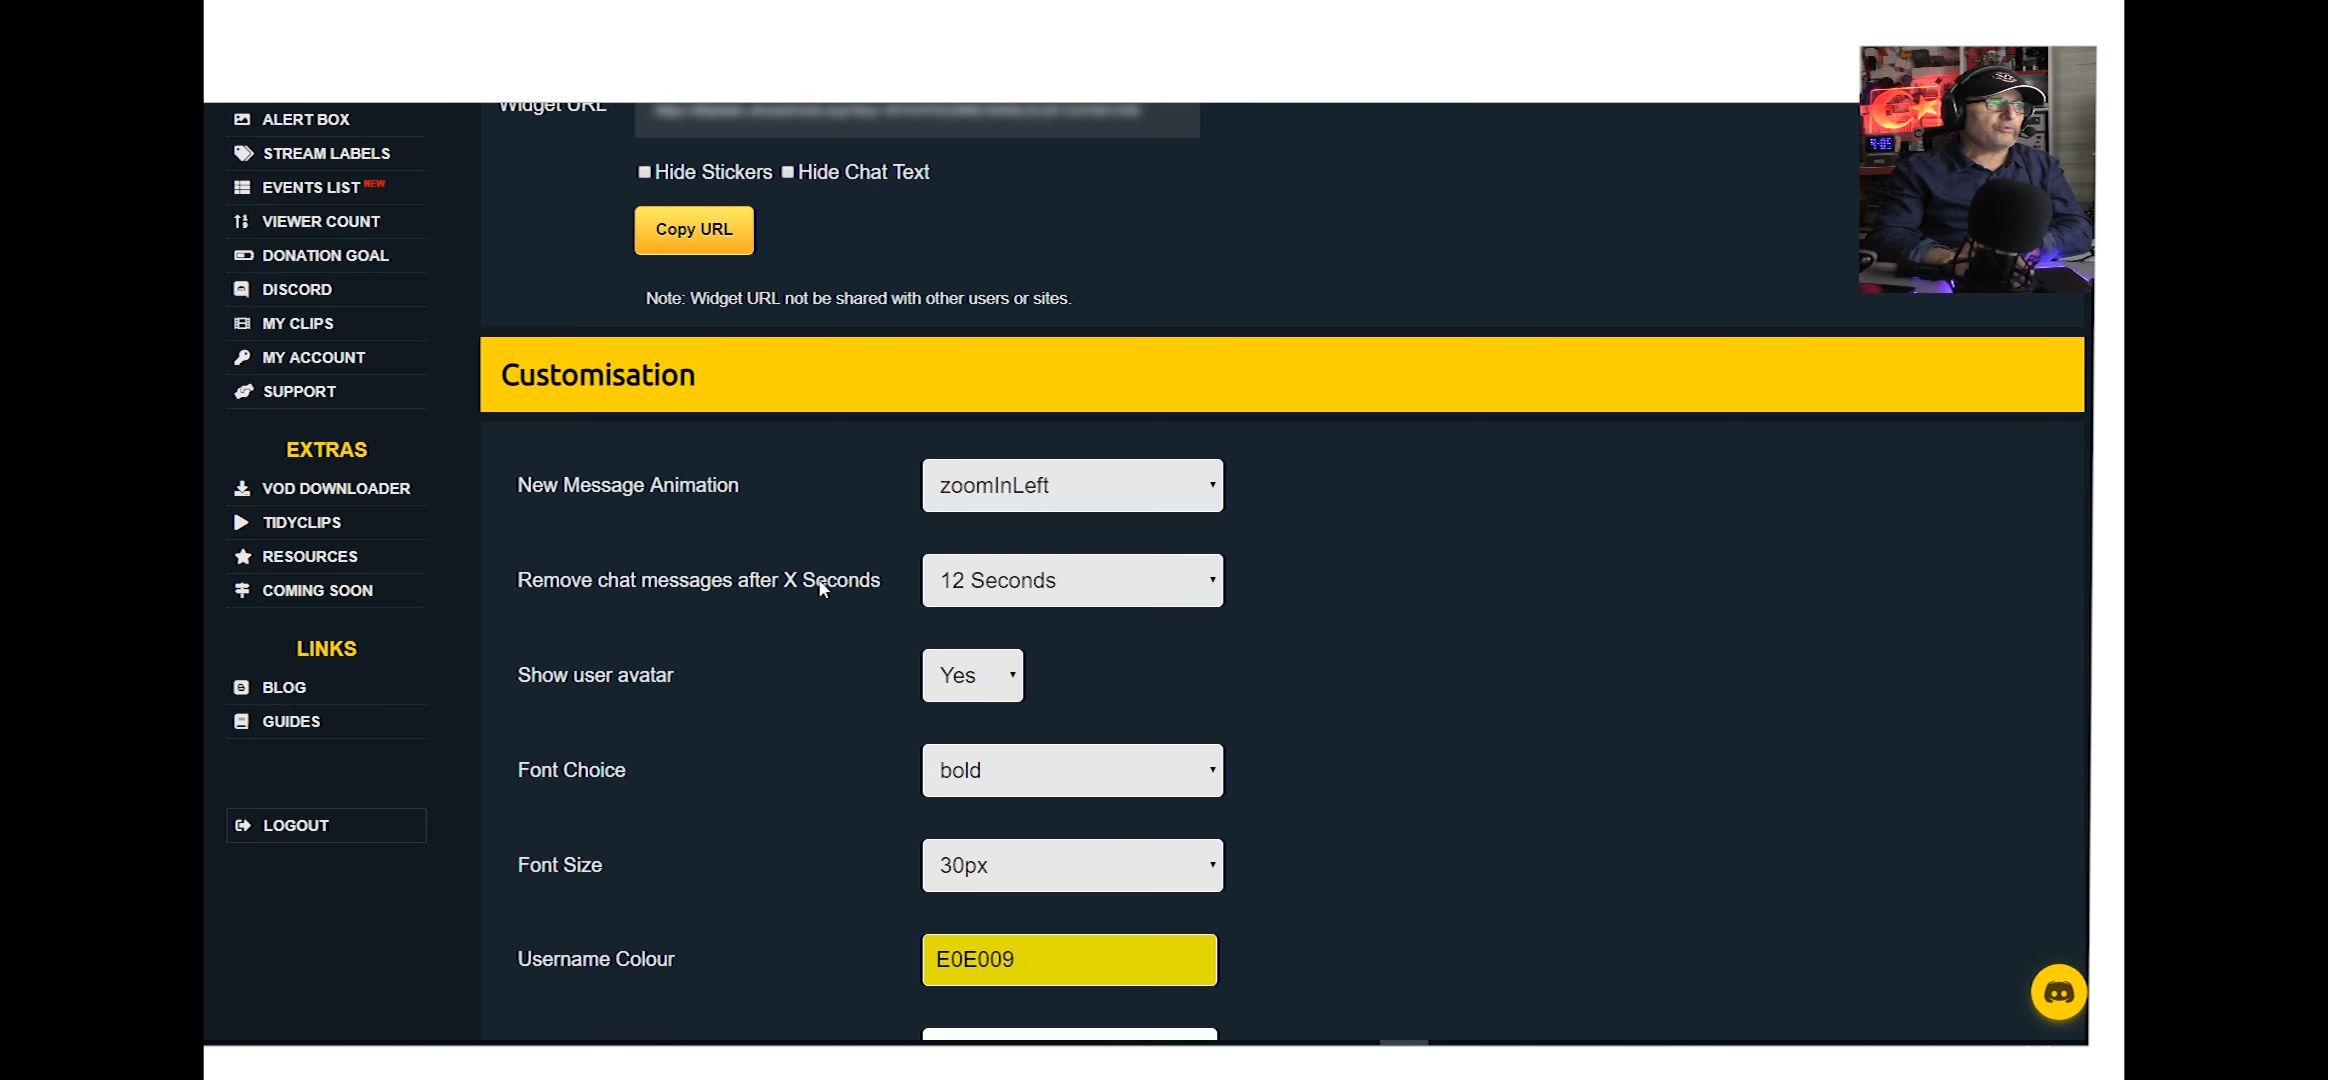 Widget URL
ALERT BOX
STREAM LABELS
EVENTS LIST NEW
VIEWER COUNT
DONATION GOAL
DISCORD
MY CLIPS
MY ACCOUNT
SUPPORT
EXTRAS
VOD DOWNLOADER
TIDYCLIPS
RESOURCES
COMING SOON
LINKS
BLOG
GUIDES
LOGOUT
Hide Stickers Hide Chat Text
Copy URL
Note: Widget URL not be shared with other users or sites.
Customisation
New Message Animation zoomInLeft
Remove chat messages after X Seconds 12 Seconds
Show user avatar Yes
Font Choice bold
Font Size 30px
Username Colour E0E009